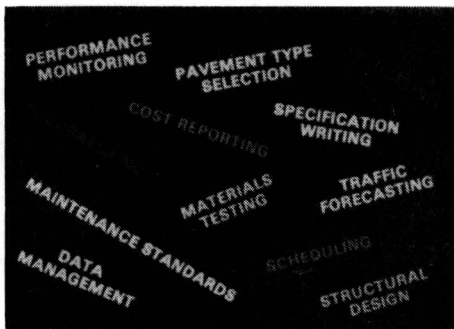 PERFORMANCE
MONITORING
PAVEMENT TYPE
SELECTION
COST REPORTING
SPECIFICATION
WRITING
MATERIALS
TESTING
TRAFFIC
FORECASTING
MAINTENANCE STANDARDS
SCHEDULING
DATA
MANAGEMENT
STRUCTURAL
DESIGN